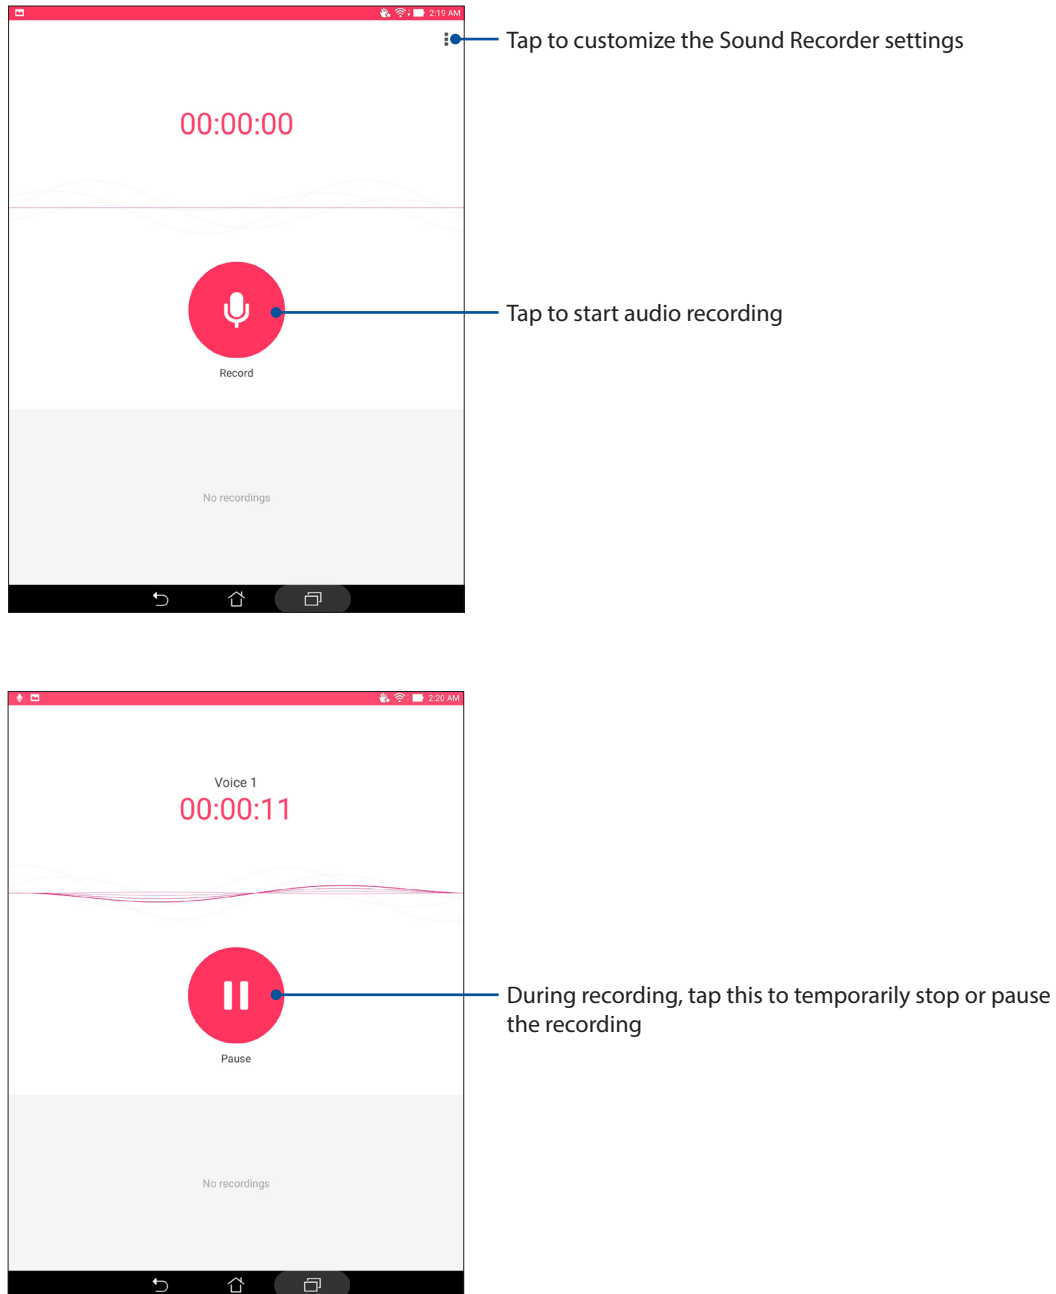 2:19 AM
Tap to customize the Sound Recorder settings
00:00:00
Tap to start audio recording
Record
No recordings
2:20 AM
Voice 1
00:00:11
During recording, tap this to temporarily stop or pause
the recording
Pause
No recordings